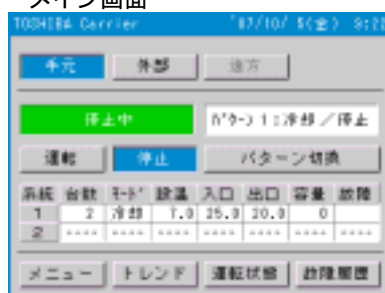 メイン画面
TOSHIBA Carrier '07/10/ 5(金) 9:22
手元 外部 遠方
停止中 ﾊﾟﾀｰﾝ 1:冷却／停止
運転 停止 パターン切換
系統 台数 ﾓｰﾄﾞ 設温 入口 出口 容量 故障
1 2 冷却 7.0 25.0 20.0 0
2 ---- ---- ---- ---- ---- ---- ----
メニュー トレンド 運転状態 故障履歴